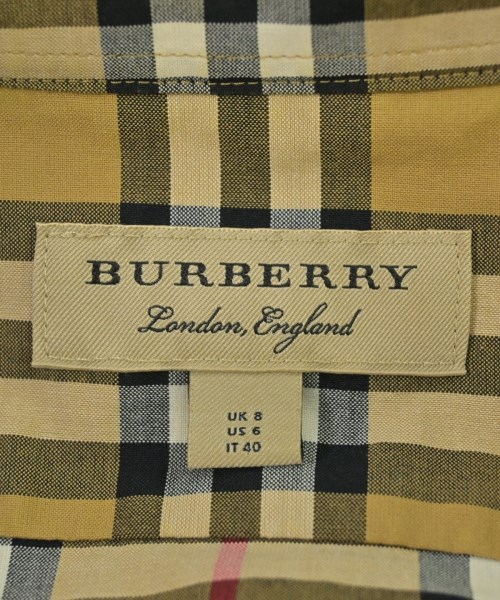 BURBERRY
London, England
UK 8
US 6
IT 40